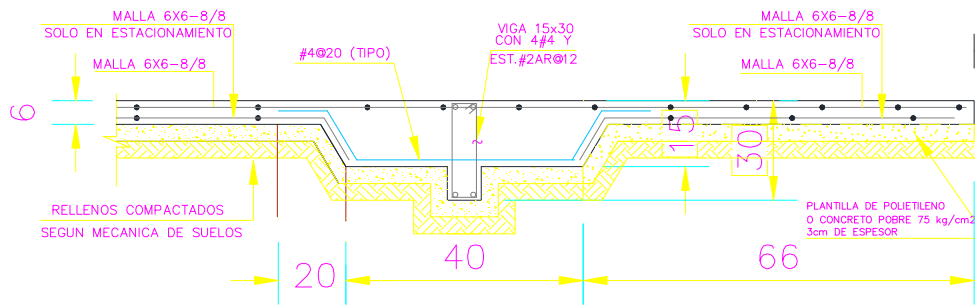 MALLA 6X6-8/8
SOLO EN ESTACIONAMIENTO
MALLA 6X6-8/8
#4@20 (TIPO)
VIGA 15x30
CON 4#4 Y
EST.#2AR@12
MALLA 6X6-8/8
SOLO EN ESTACIONAMIENTO
MALLA 6X6-8/8
6
15
30
RELLENOS COMPACTADOS
SEGUN MECANICA DE SUELOS
PLANTILLA DE POLIETILENO
O CONCRETO POBRE 75 kg/cm2
3cm DE ESPESOR
20
40
66